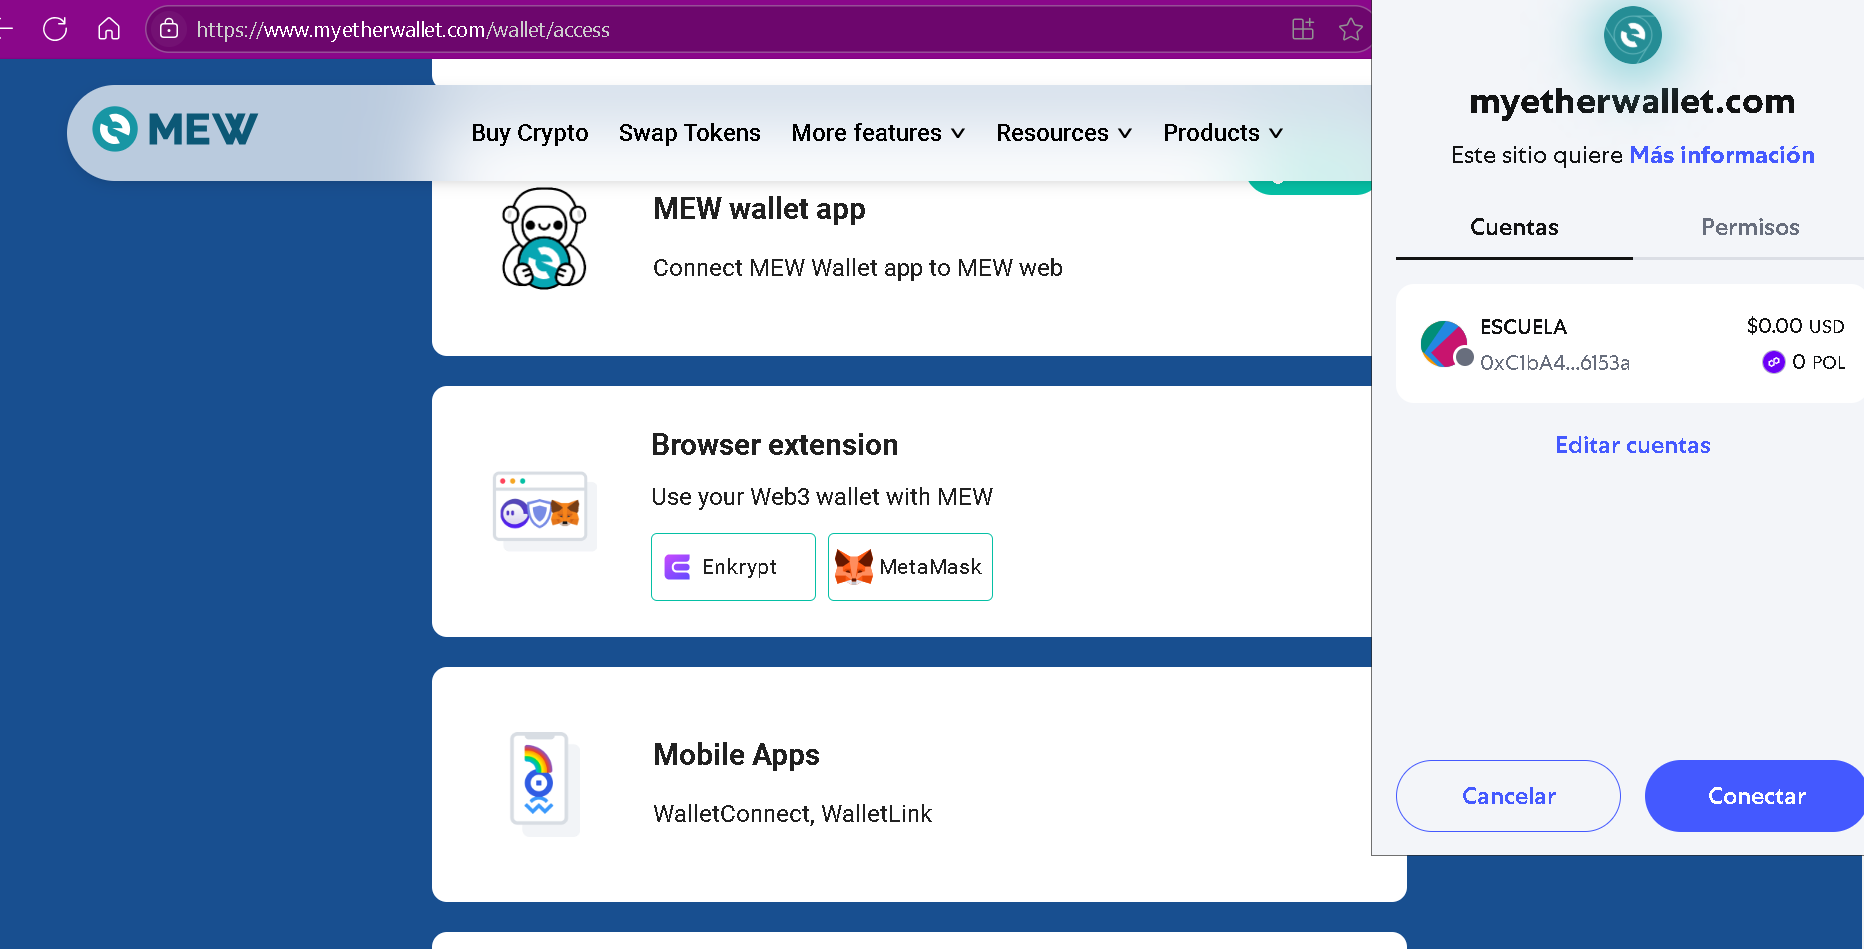 https://www.myetherwallet.com/wallet/access
MEW
Buy Crypto
Swap Tokens
More features
Resources
Products
MEW wallet app
Connect MEW Wallet app to MEW web
Browser extension
Use your Web3 wallet with MEW
Enkrypt
MetaMask
Mobile Apps
WalletConnect, WalletLink
myetherwallet.com
Este sitio quiere Más información
Cuentas
Permisos
ESCUELA
$0.00 USD
0xC1bA4...6153a
0 POL
Editar cuentas
Cancelar
Conectar